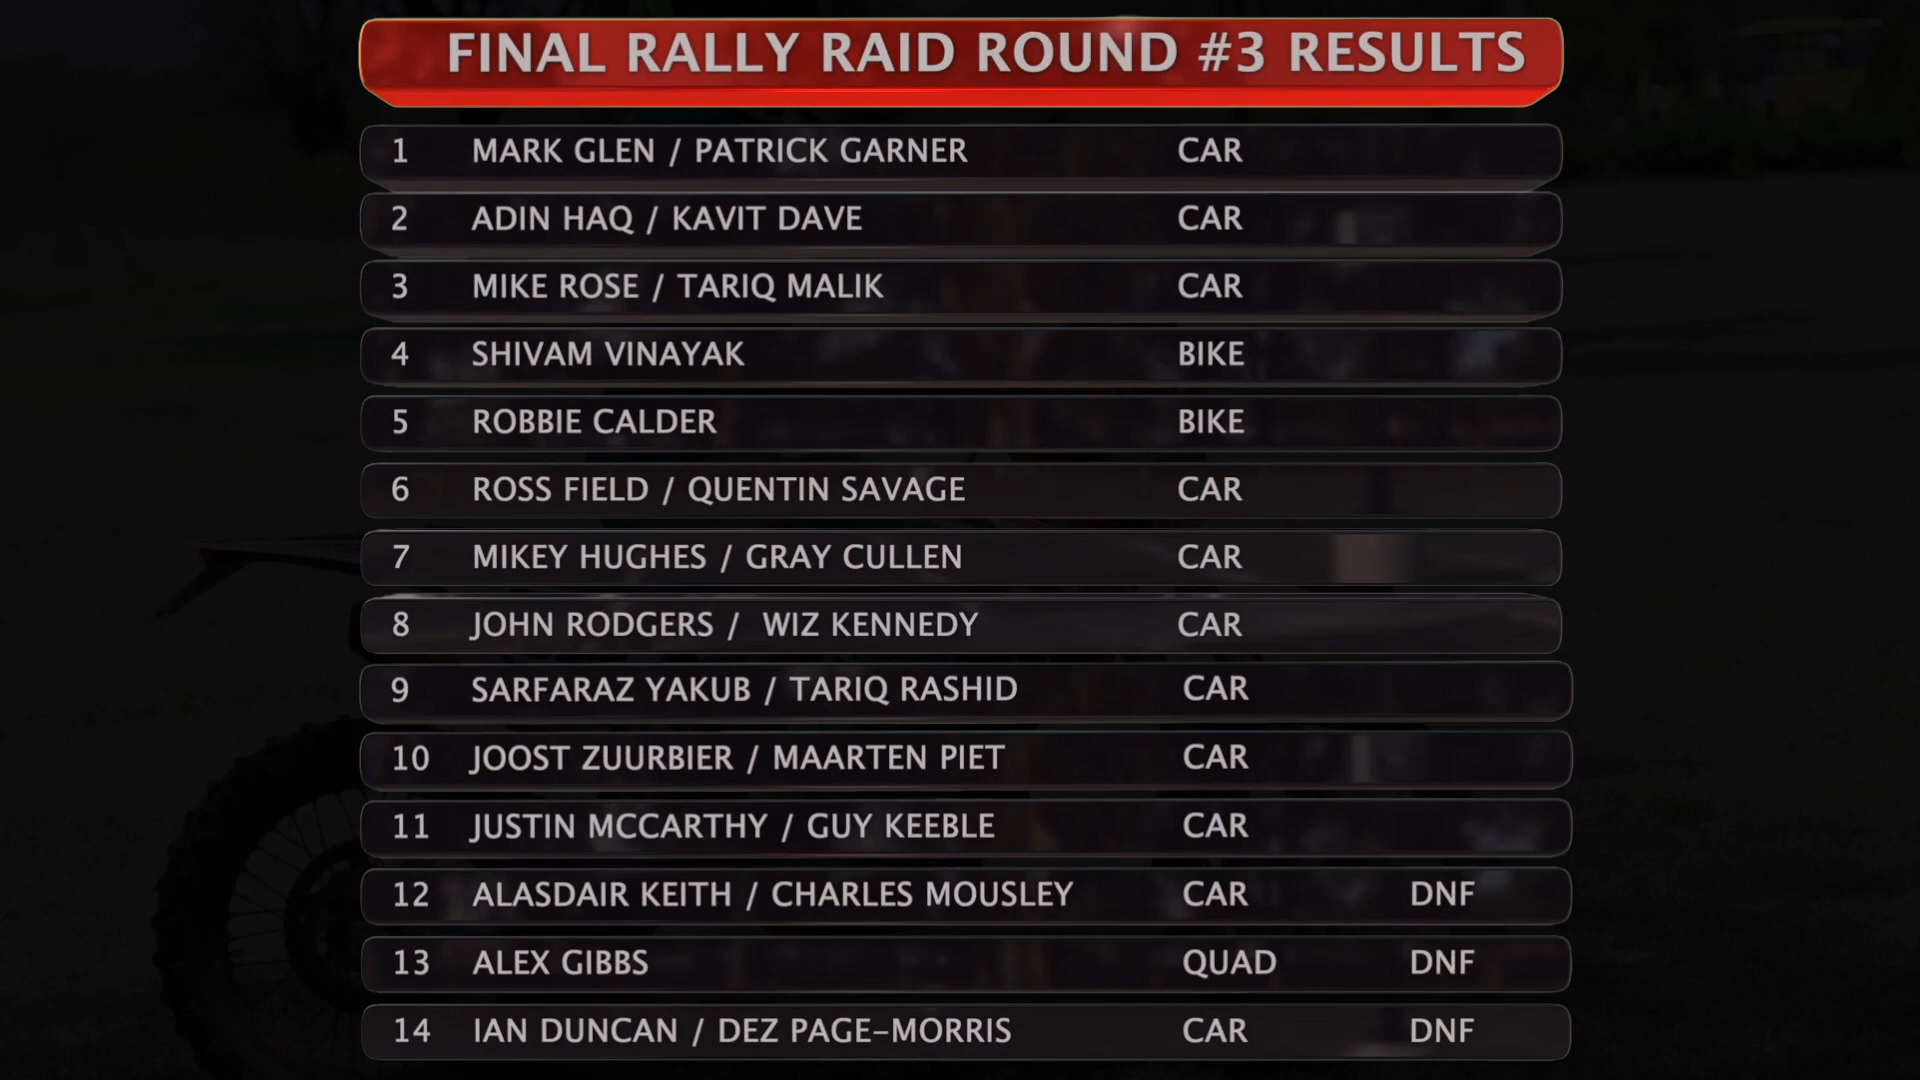 FINAL RALLY RAID ROUND #3 RESULTS
1 MARK GLEN / PATRICK GARNER CAR
2 ADIN HAQ / KAVIT DAVE CAR
3 MIKE ROSE / TARIQ MALIK CAR
4 SHIVAM VINAYAK BIKE
5 ROBBIE CALDER BIKE
6 ROSS FIELD / QUENTIN SAVAGE CAR
7 MIKEY HUGHES / GRAY CULLEN CAR
8 JOHN RODGERS / WIZ KENNEDY CAR
9 SARFARAZ YAKUB / TARIQ RASHID CAR
10 JOOST ZUURBIER / MAARTEN PIET CAR
11 JUSTIN MCCARTHY / GUY KEEBLE CAR
12 ALASDAIR KEITH / CHARLES MOUSLEY CAR DNF
13 ALEX GIBBS QUAD DNF
14 IAN DUNCAN / DEZ PAGE-MORRIS CAR DNF